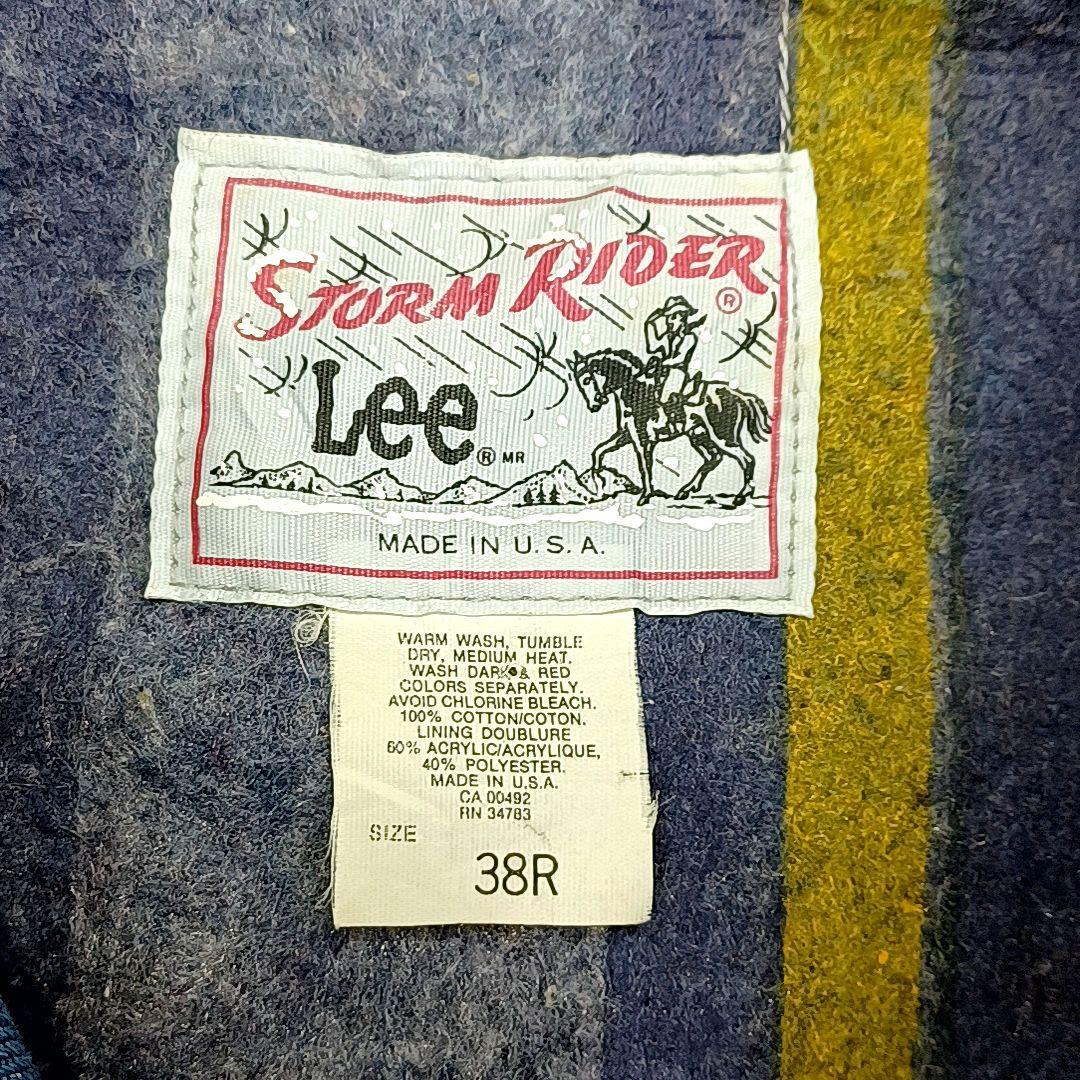 STORM RIDER ®
Lee ® MR
MADE IN U.S.A.
WARM WASH, TUMBLE
DRY, MEDIUM HEAT.
WASH DARK & RED
COLORS SEPARATELY.
AVOID CHLORINE BLEACH.
100% COTTON/COTON.
LINING DOUBLURE
60% ACRYLIC/ACRYLIQUE,
40% POLYESTER.
MADE IN U.S.A.
CA 00492
RN 34783
SIZE
38R